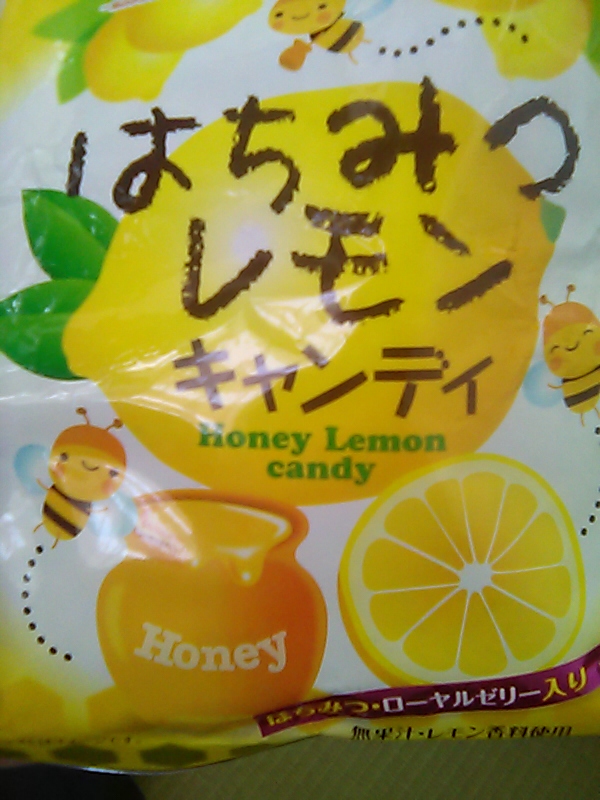 はちみつ
レモン
キャンディ
Honey Lemon
candy
Honey
はちみつ・ローヤルゼリー入り
無果汁・レモン香料使用